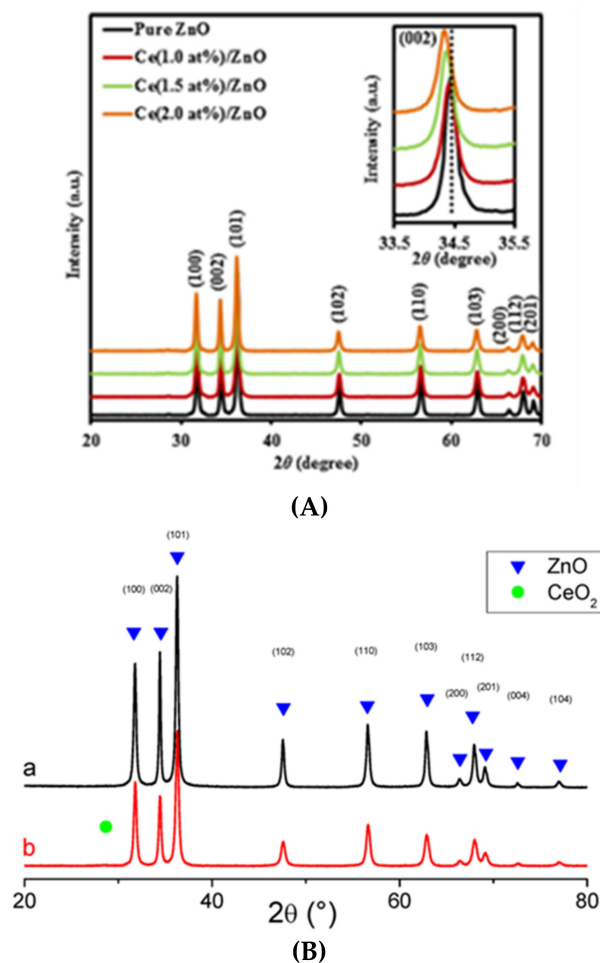 Pure ZnO
Ce(1.0 at%)/ZnO
Ce(1.5 at%)/ZnO
Ce(2.0 at%)/ZnO
(002)
Intensity (a.u.)
33.5 34.5 35.5
2θ (degree)
Intensity (a.u.)
(100)
(002)
(101)
(102)
(110)
(103)
(200)
(112)
(201)
20 30 40 50 60 70
2θ (degree)
(A)
(101)
ZnO
CeO2
(100) (002)
(102) (110) (103) (112)
(200) (201) (004) (104)
a
b
20 40 60 80
2θ (°)
(B)